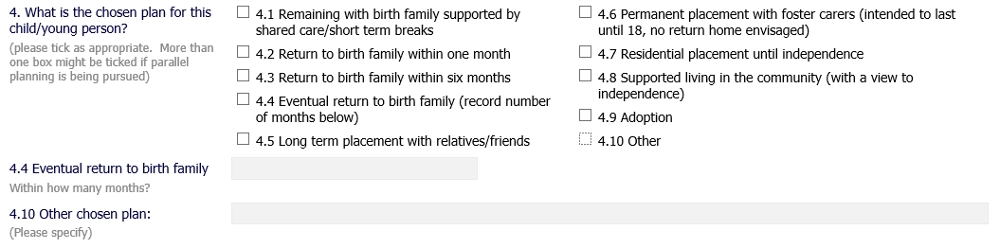 4. What is the chosen plan for this
child/young person?
(please tick as appropriate. More than
one box might be ticked if parallel
planning is being pursued)
4.1 Remaining with birth family supported by
shared care/short term breaks
4.2 Return to birth family within one month
4.3 Return to birth family within six months
4.4 Eventual return to birth family (record number
of months below)
4.5 Long term placement with relatives/friends
4.6 Permanent placement with foster carers (intended to last
until 18, no return home envisaged)
4.7 Residential placement until independence
4.8 Supported living in the community (with a view to
independence)
4.9 Adoption
4.10 Other
4.4 Eventual return to birth family
Within how many months?
4.10 Other chosen plan:
(Please specify)